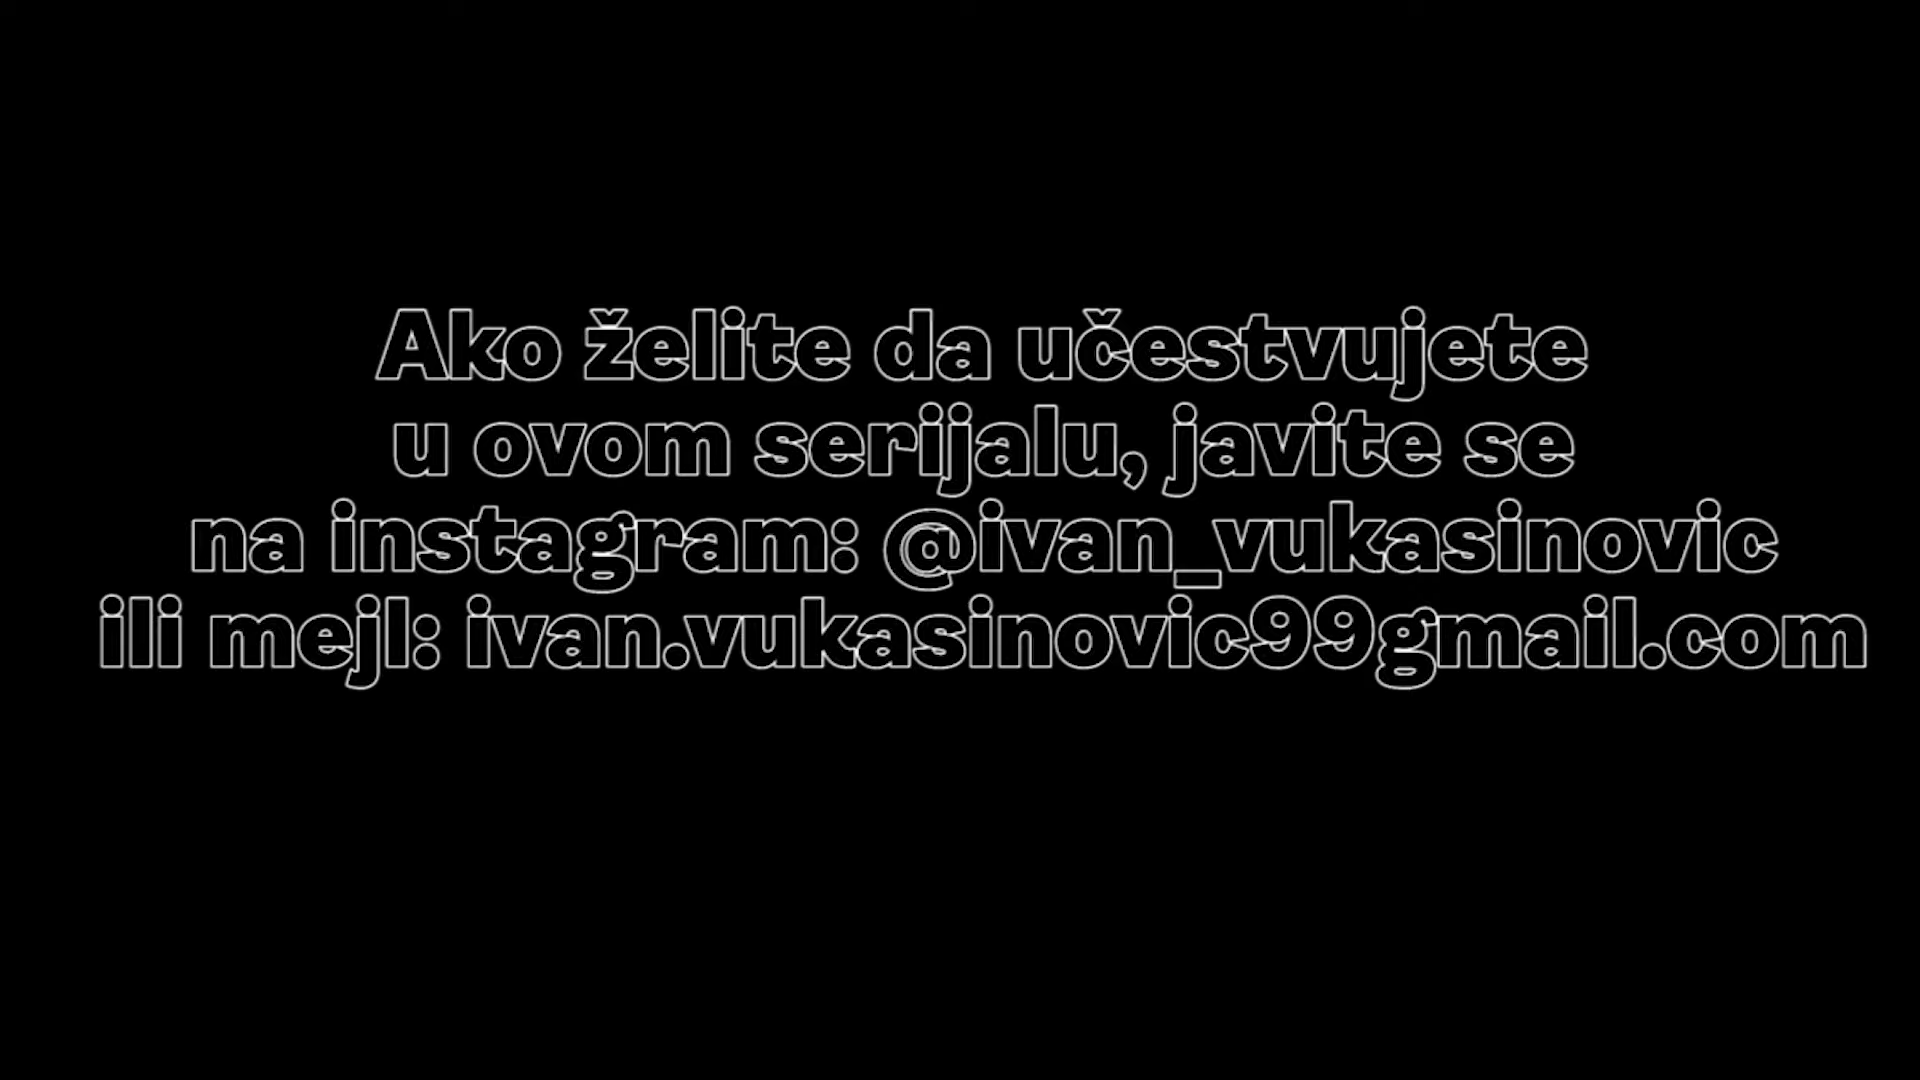 Ako želite da učestvujete
u ovom serijalu, javite se
na instagram: @ivan_vukasinovic
ili mejl: ivan.vukasinovic99gmail.com